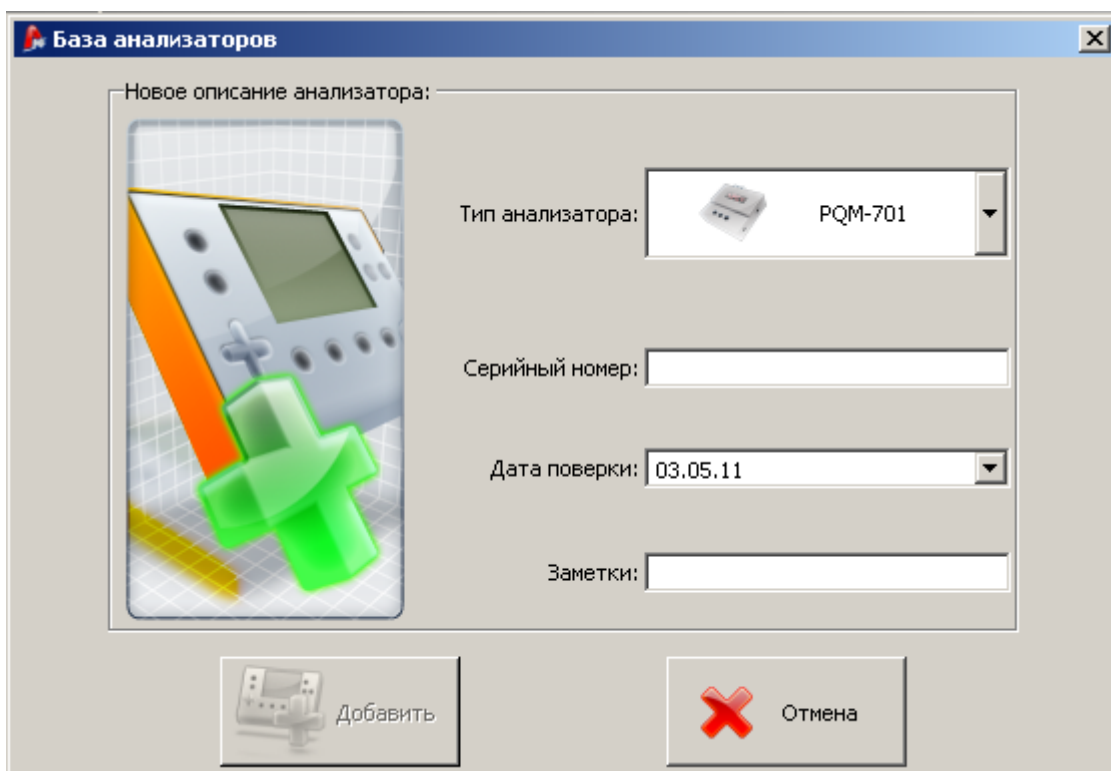 База анализаторов
Новое описание анализатора:
Тип анализатора: PQM-701
Серийный номер:
Дата поверки: 03.05.11
Заметки:
Добавить Отмена